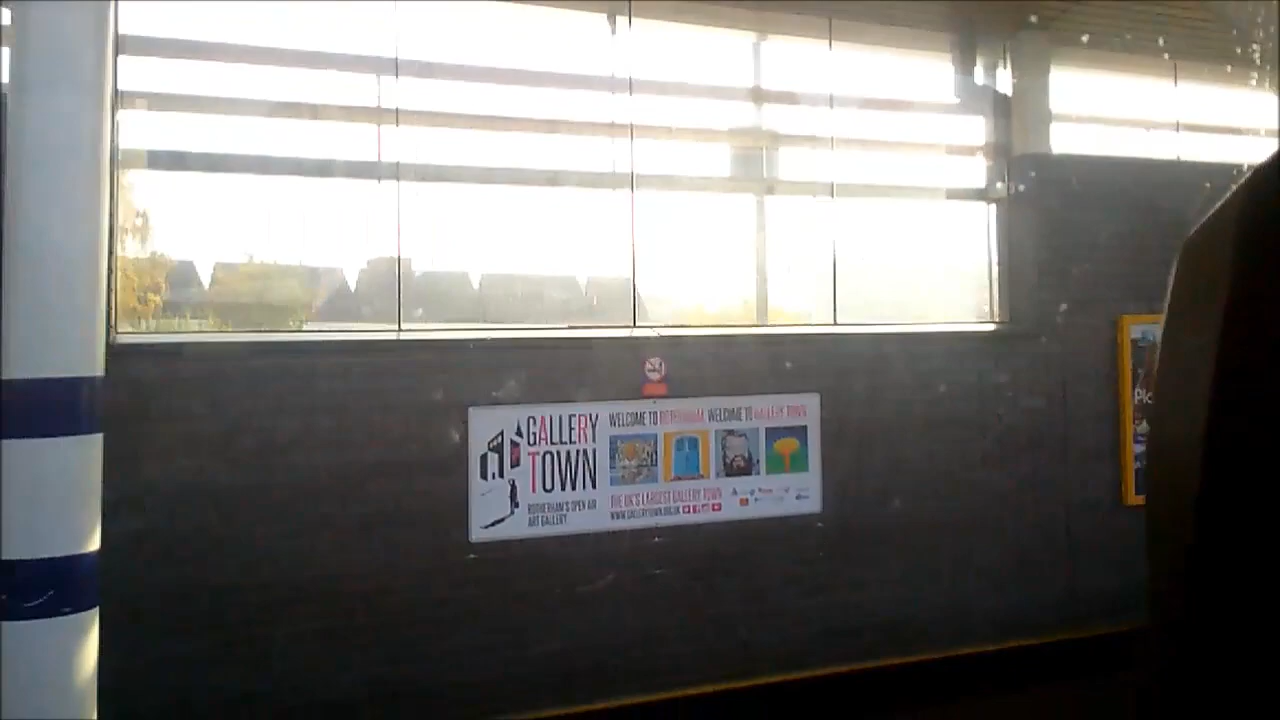 GALLERY
TOWN
ROTHERHAM'S OPEN AIR
ART GALLERY
WELCOME TO ROTHERHAM, WELCOME TO GALLERY TOWN
THE UK'S LARGEST GALLERY TOWN
WWW.GALLERYTOWN.ORG.UK